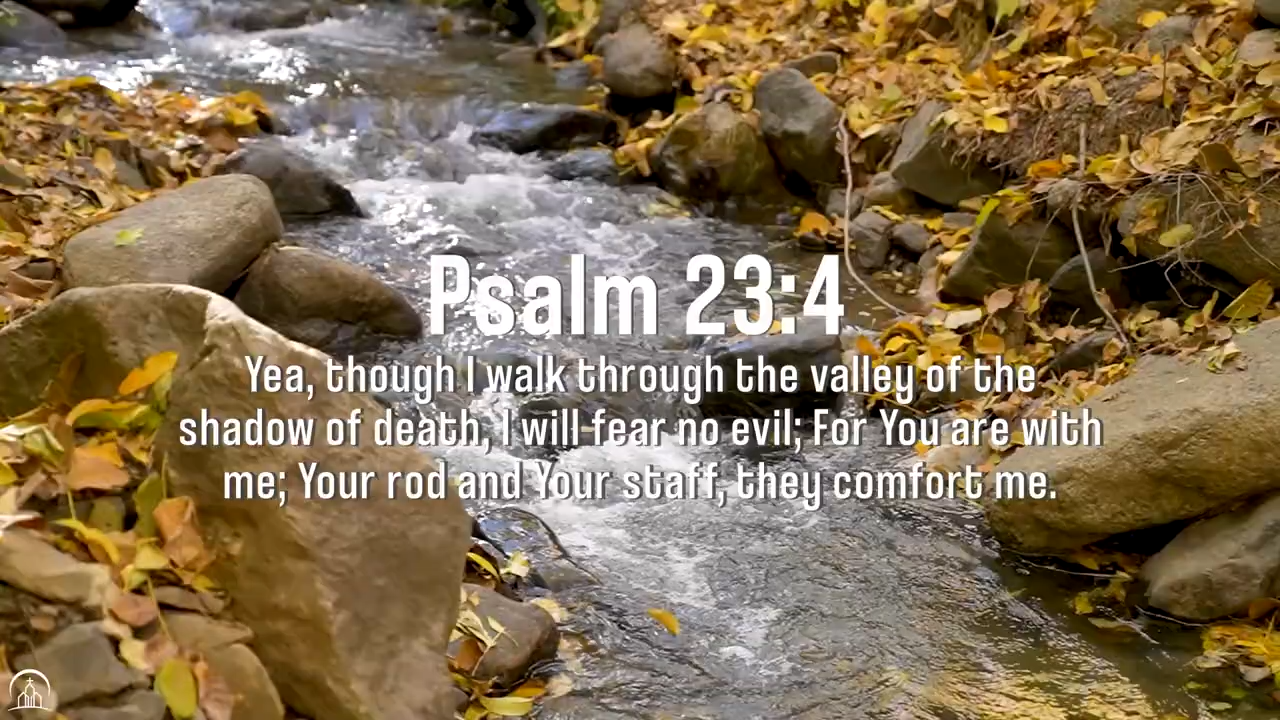 Psalm 23:4
Yea, though I walk through the valley of the
shadow of death, I will fear no evil; For You are with
me; Your rod and Your staff, they comfort me.